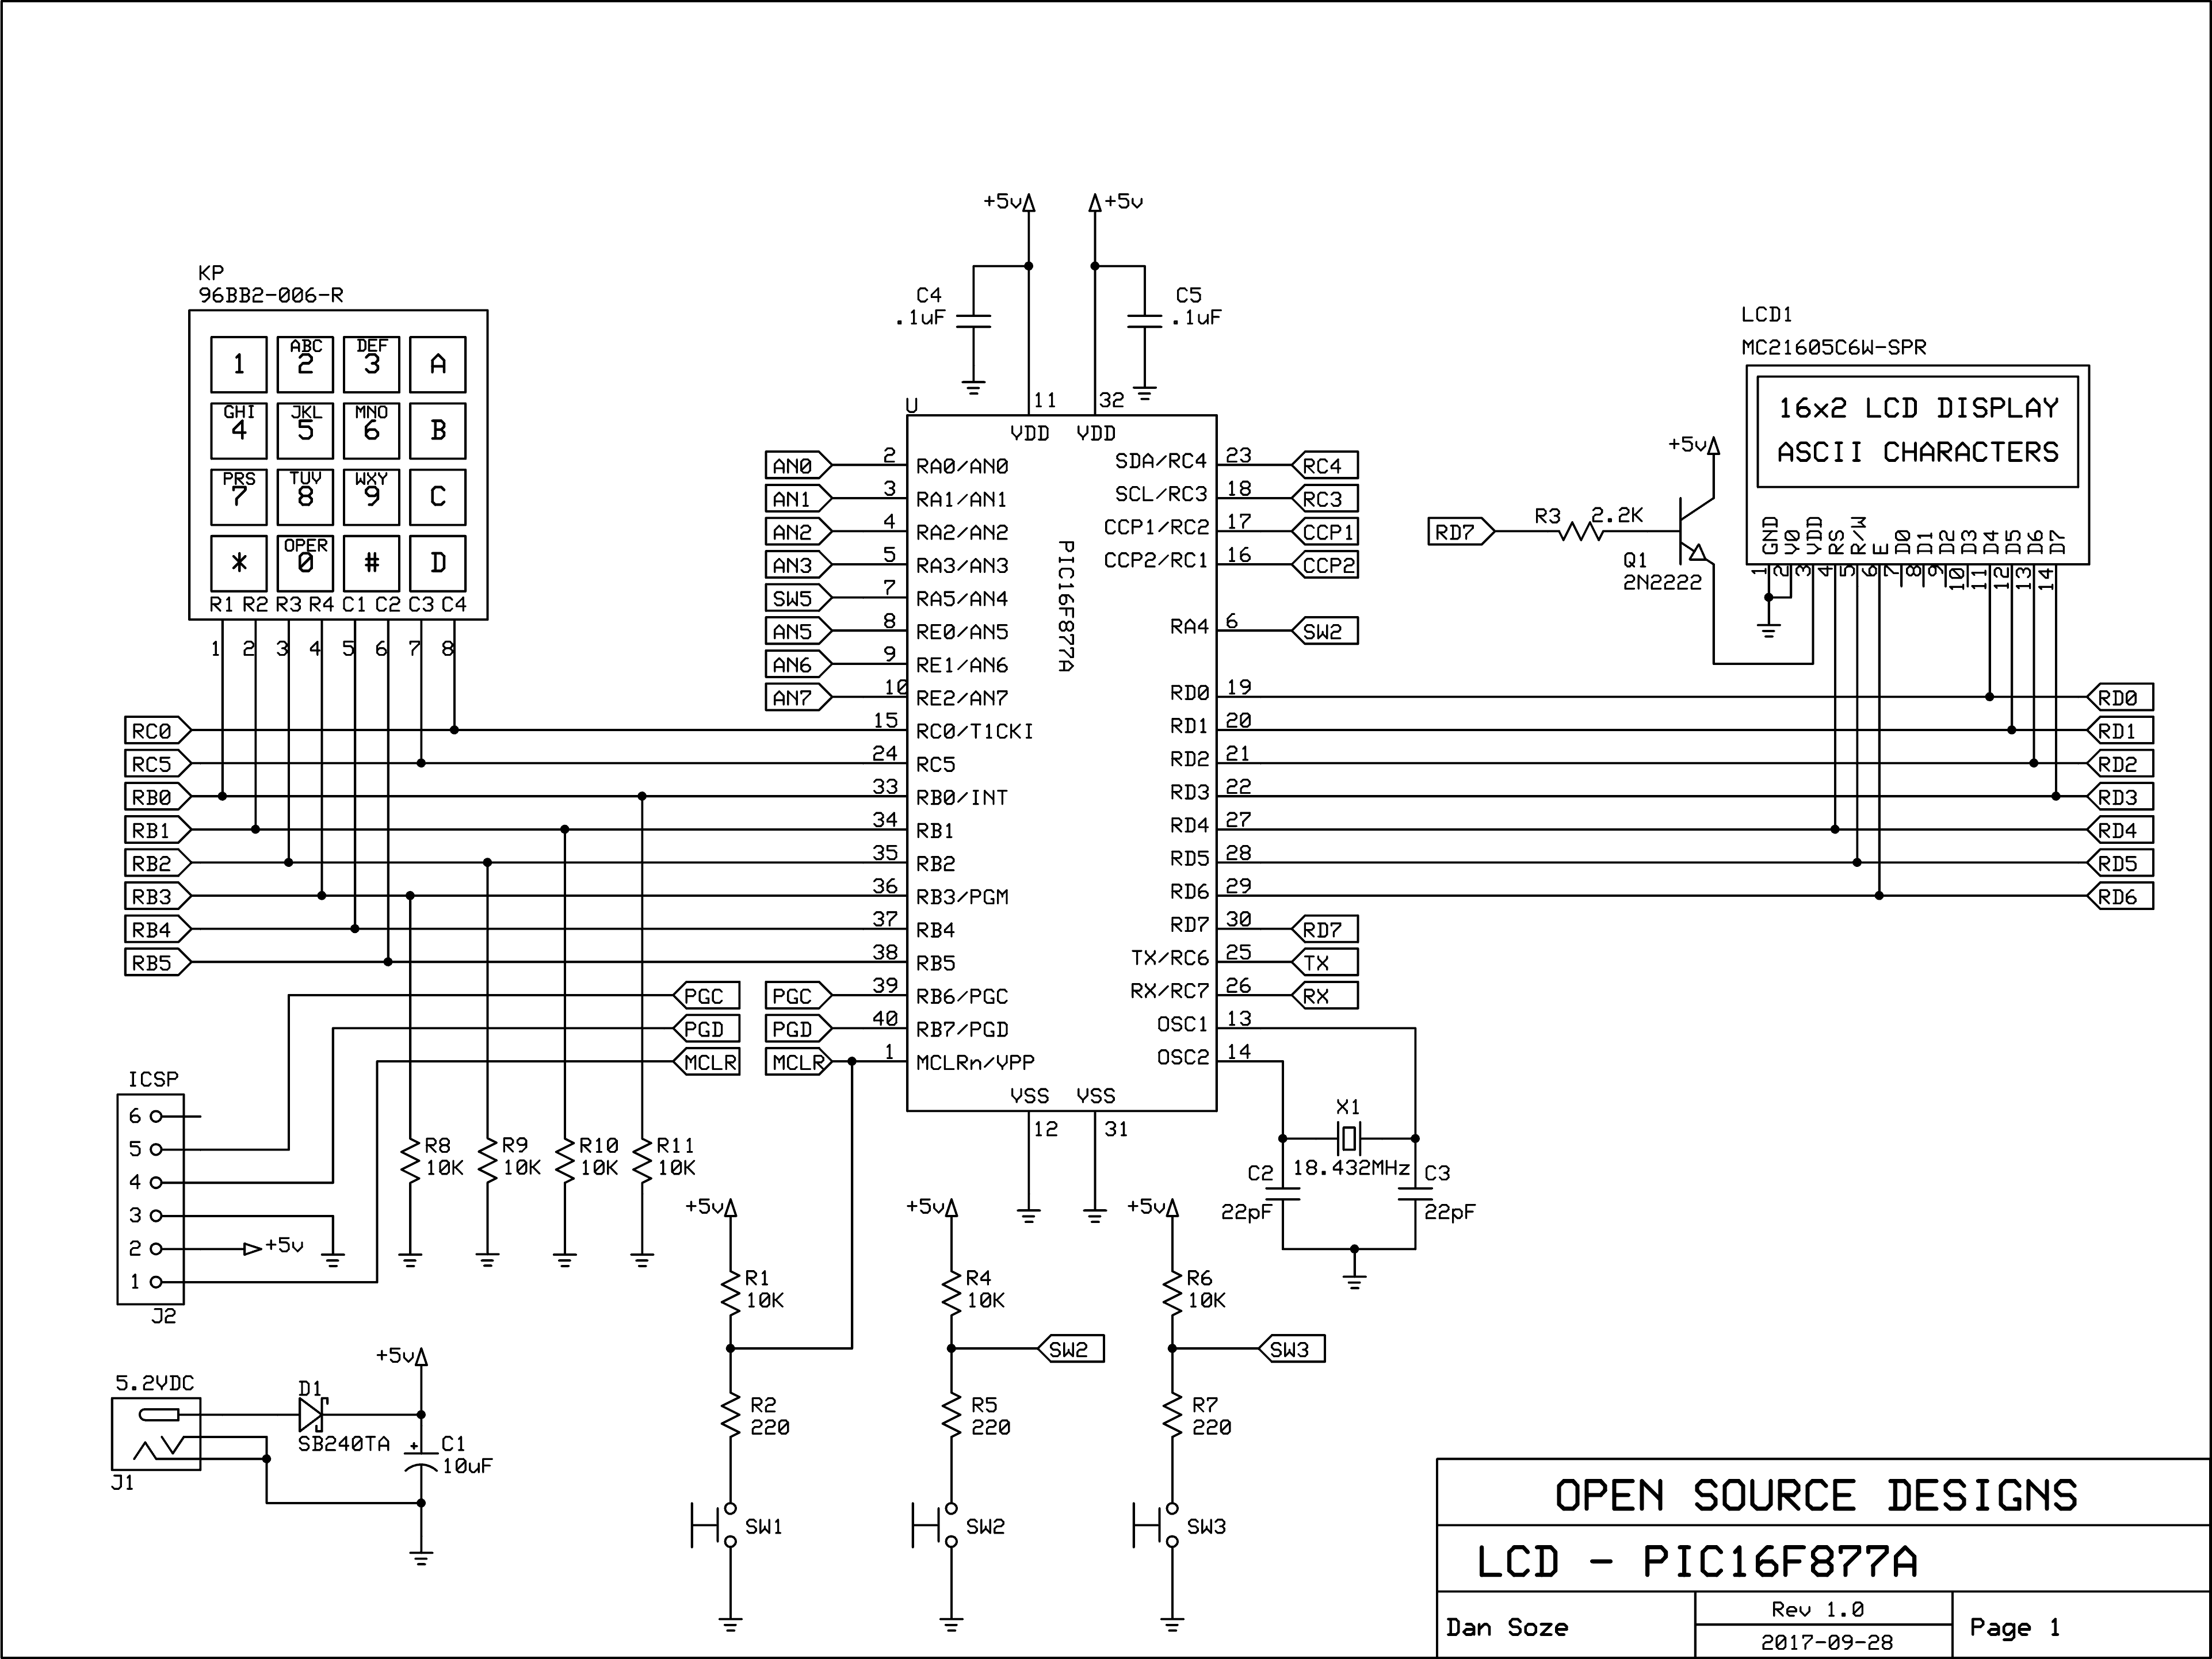 +5v +5v
KP
96BB2-006-R
C4
.1uF
C5
.1uF
LCD1
MC21605C6W-SPR
1 ABC 2 DEF 3 A
GHI 4 JKL 5 MNO 6 B
PRS 7 TUV 8 WXY 9 C
* OPER 0 # D
R1 R2 R3 R4 C1 C2 C3 C4
1 2 3 4 5 6 7 8
U
11 32
VDD VDD
PIC16F877A
AN0 2 RA0/AN0
AN1 3 RA1/AN1
AN2 4 RA2/AN2
AN3 5 RA3/AN3
SW5 7 RA5/AN4
AN5 8 RE0/AN5
AN6 9 RE1/AN6
AN7 10 RE2/AN7
RC0 15 RC0/T1CKI
RC5 24 RC5
RB0 33 RB0/INT
RB1 34 RB1
RB2 35 RB2
RB3 36 RB3/PGM
RB4 37 RB4
RB5 38 RB5
PGC PGC 39 RB6/PGC
PGD PGD 40 RB7/PGD
MCLR MCLR 1 MCLRn/VPP
SDA/RC4 23 RC4
SCL/RC3 18 RC3
CCP1/RC2 17 CCP1
CCP2/RC1 16 CCP2
RA4 6 SW2
RD0 19 RD0
RD1 20 RD1
RD2 21 RD2
RD3 22 RD3
RD4 27 RD4
RD5 28 RD5
RD6 29 RD6
RD7 30 RD7
TX/RC6 25 TX
RX/RC7 26 RX
OSC1 13
OSC2 14
VSS VSS
12 31
16x2 LCD DISPLAY
ASCII CHARACTERS
GND V0 VDD RS R/W E D0 D1 D2 D3 D4 D5 D6 D7
1 2 3 4 5 6 7 8 9 10 11 12 13 14
+5v
RD7 R3 2.2K
Q1
2N2222
X1
18.432MHz
C2
22pF
C3
22pF
ICSP
6
5
4
3
2 +5v
1
J2
R8
10K
R9
10K
R10
10K
R11
10K
+5v
R1
10K
R2
220
SW1
+5v
R4
10K
SW2
R5
220
SW2
+5v
R6
10K
SW3
R7
220
SW3
5.2VDC
J1
D1
SB240TA
+5v
+
C1
10uF
OPEN SOURCE DESIGNS
LCD - PIC16F877A
Dan Soze
Rev 1.0
2017-09-28
Page 1